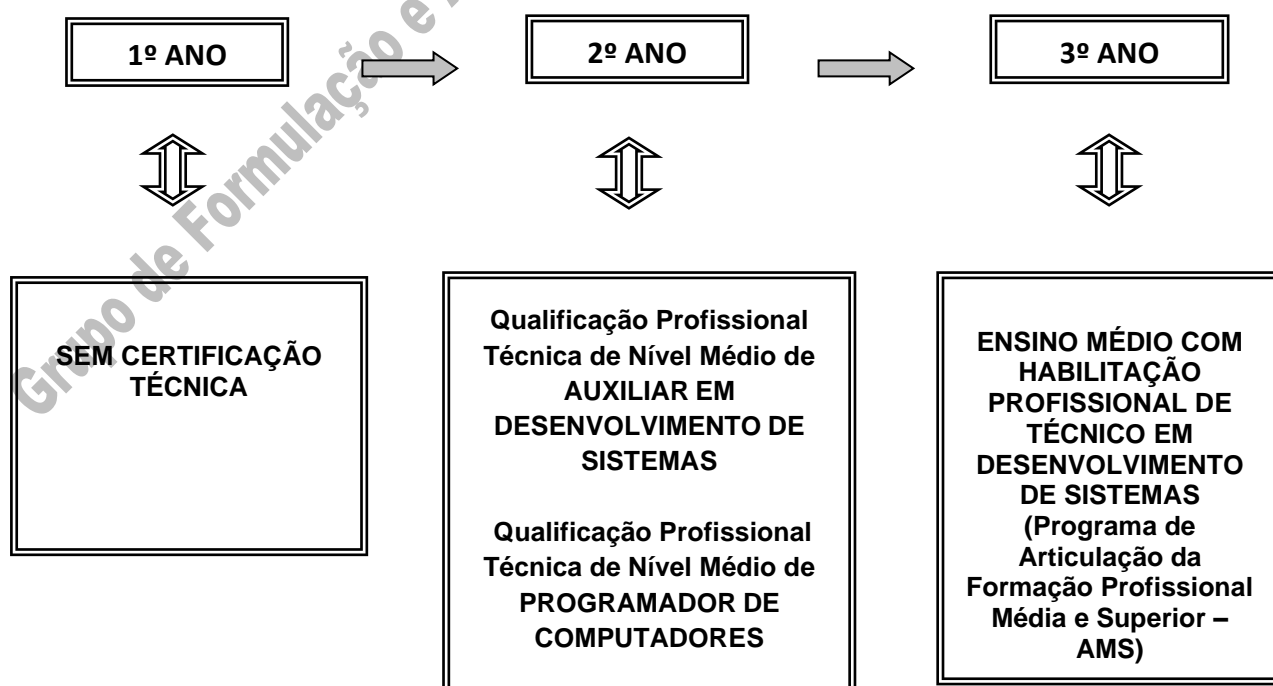 1º ANO
2º ANO
3º ANO
Grupo de Formulação e
SEM CERTIFICAÇÃO
TÉCNICA
Qualificação Profissional
Técnica de Nível Médio de
AUXILIAR EM
DESENVOLVIMENTO DE
SISTEMAS
Qualificação Profissional
Técnica de Nível Médio de
PROGRAMADOR DE
COMPUTADORES
ENSINO MÉDIO COM
HABILITAÇÃO
PROFISSIONAL DE
TÉCNICO EM
DESENVOLVIMENTO
DE SISTEMAS
(Programa de
Articulação da
Formação Profissional
Média e Superior –
AMS)